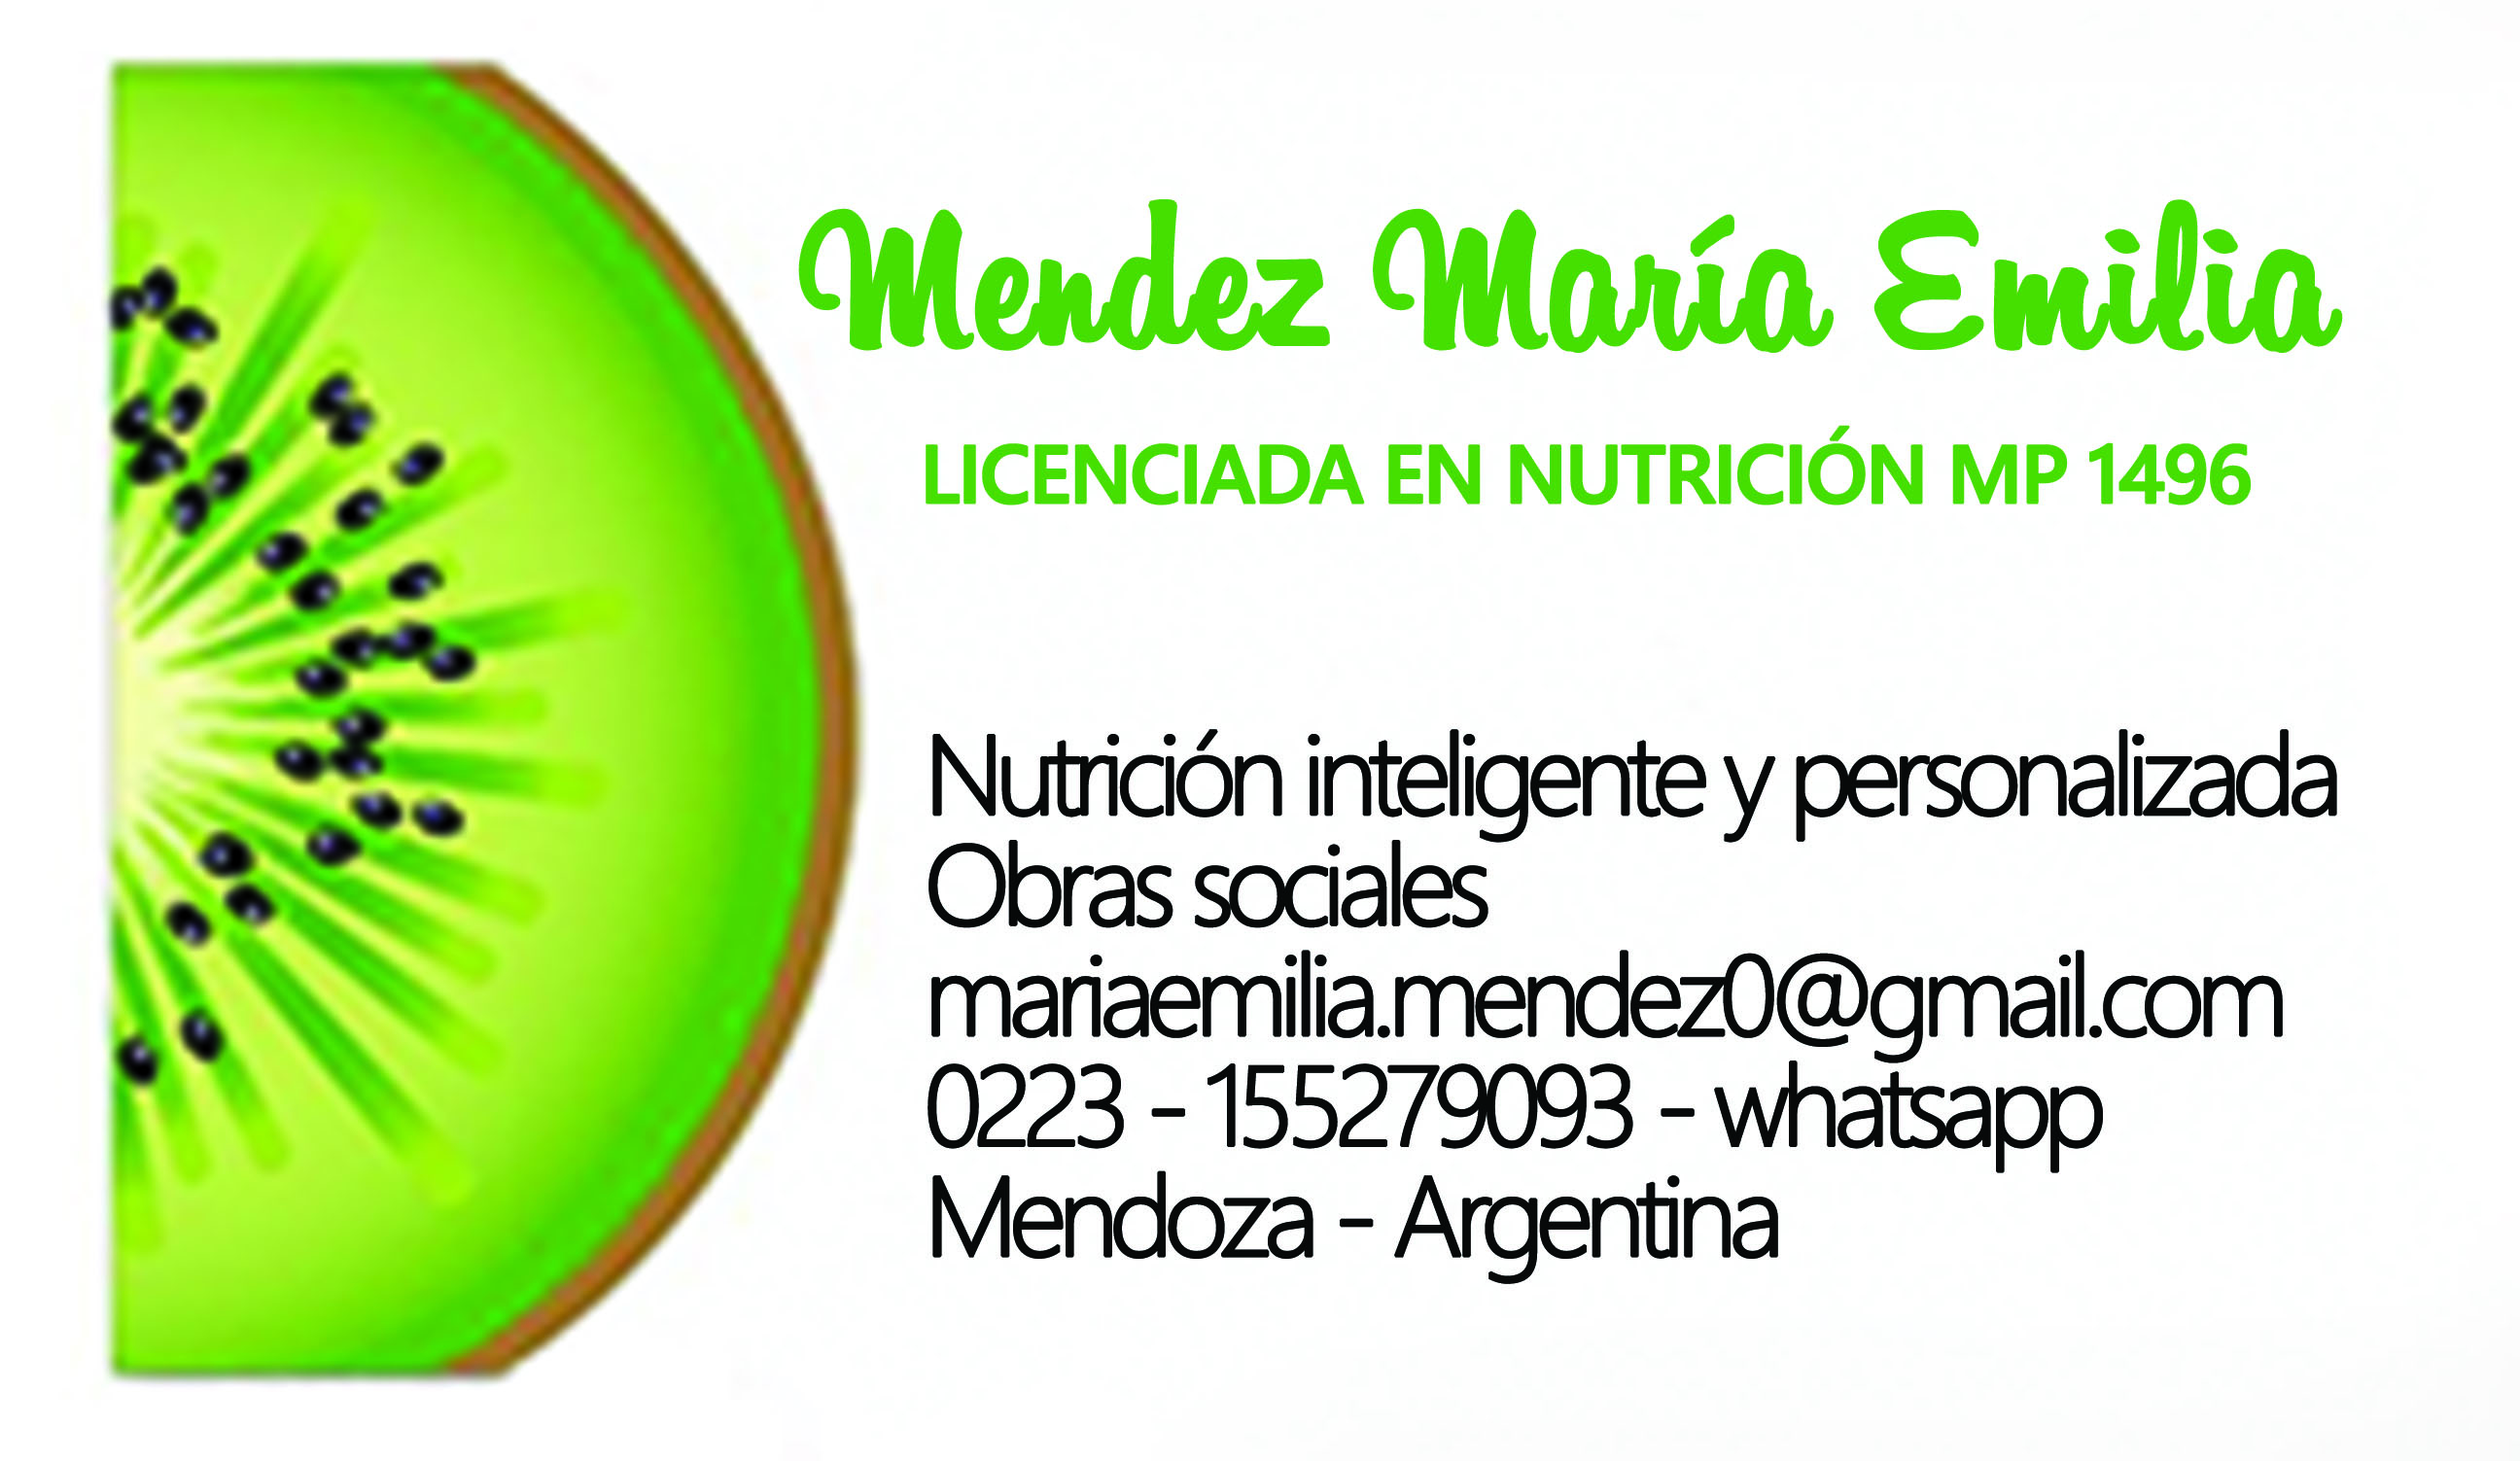 Mendez María Emilia
LICENCIADA EN NUTRICIÓN MP 1496
Nutrición inteligente y personalizada
Obras sociales
mariaemilia.mendez0@gmail.com
0223 - 155279093 - whatsapp
Mendoza - Argentina